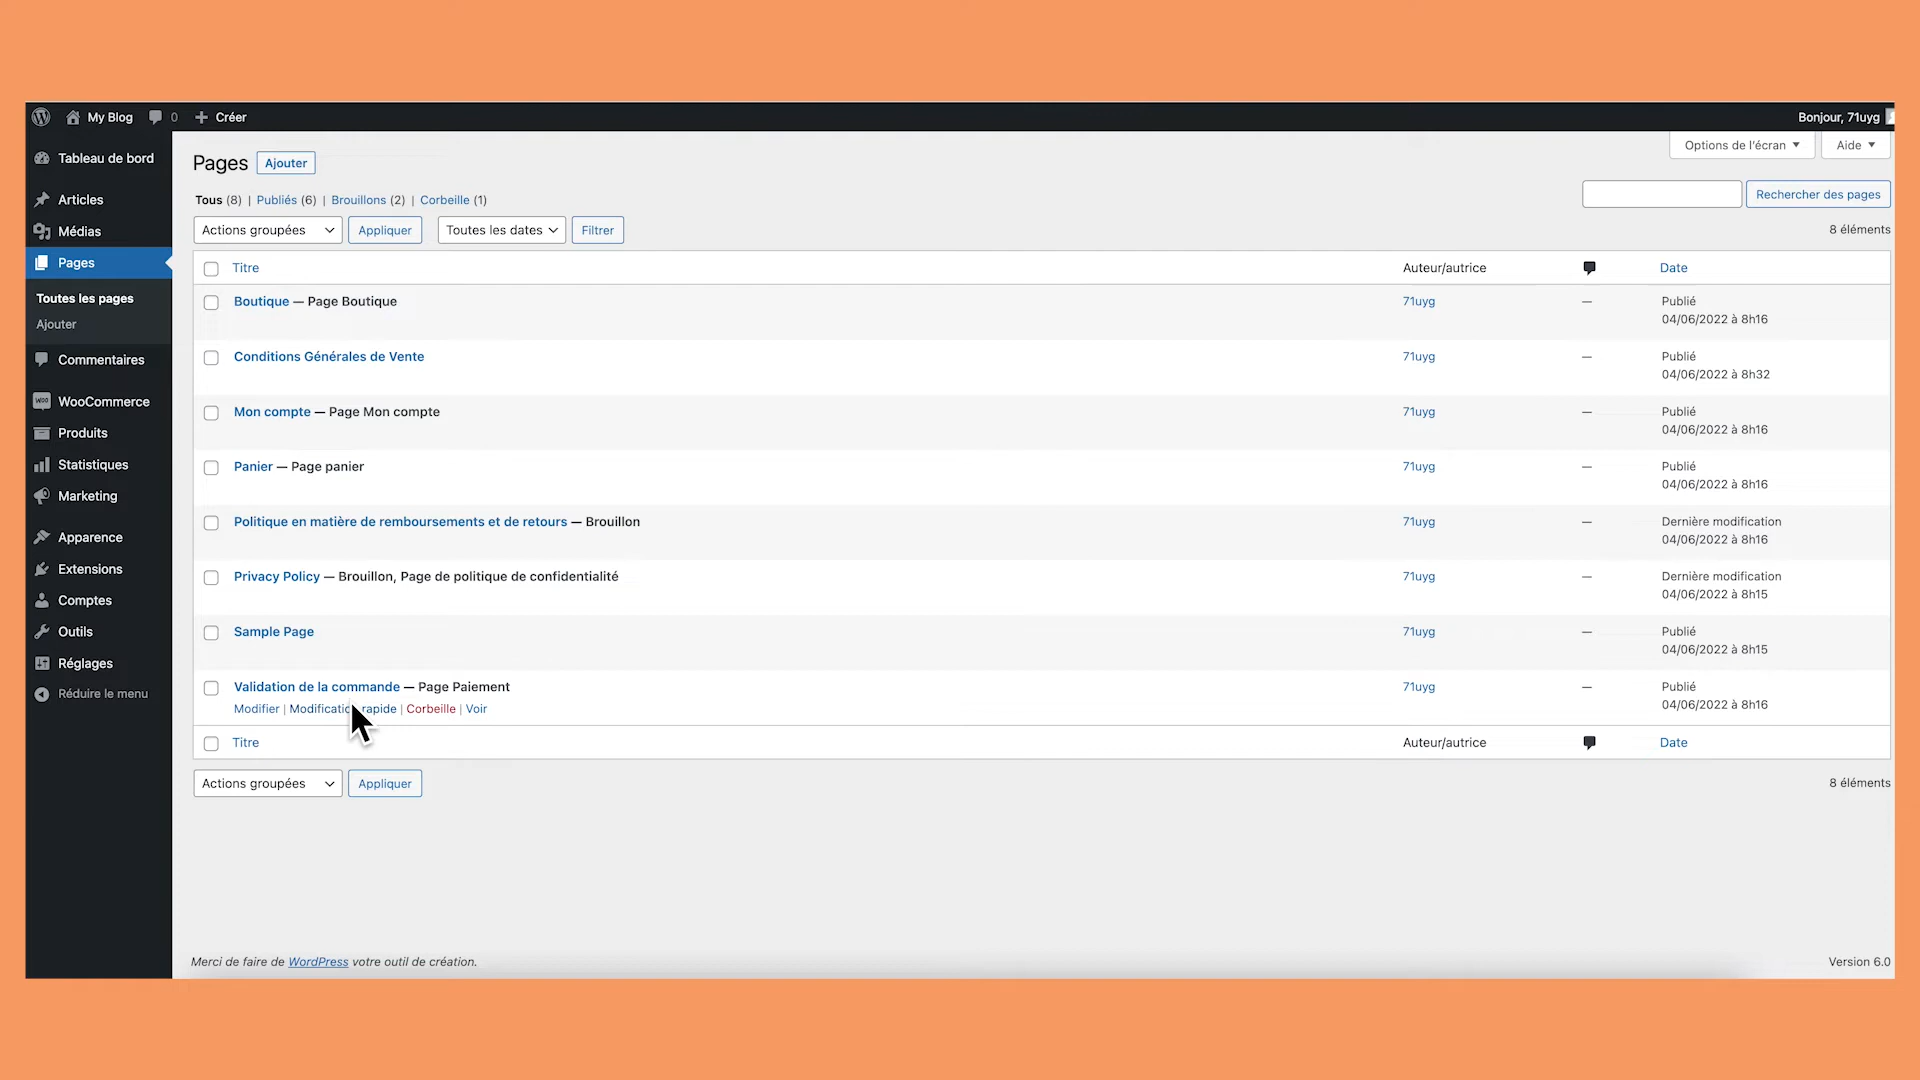 My Blog 0 Créer Bonjour, 71uyg
Tableau de bord
Articles
Médias
Pages
Toutes les pages
Ajouter
Commentaires
WooCommerce
Produits
Statistiques
Marketing
Apparence
Extensions
Comptes
Outils
Réglages
Réduire le menu
Options de l'écran Aide
Pages Ajouter
Tous (8) | Publiés (6) | Brouillons (2) | Corbeille (1)
Rechercher des pages
Actions groupées Appliquer Toutes les dates Filtrer 8 éléments
Titre Auteur/autrice Date
Boutique — Page Boutique 71uyg — Publié
04/06/2022 à 8h16
Conditions Générales de Vente 71uyg — Publié
04/06/2022 à 8h32
Mon compte — Page Mon compte 71uyg — Publié
04/06/2022 à 8h16
Panier — Page panier 71uyg — Publié
04/06/2022 à 8h16
Politique en matière de remboursements et de retours — Brouillon 71uyg — Dernière modification
04/06/2022 à 8h16
Privacy Policy — Brouillon, Page de politique de confidentialité 71uyg — Dernière modification
04/06/2022 à 8h15
Sample Page 71uyg — Publié
04/06/2022 à 8h15
Validation de la commande — Page Paiement 71uyg — Publié
04/06/2022 à 8h16
Modifier | Modification rapide | Corbeille | Voir
Titre Auteur/autrice Date
Actions groupées Appliquer 8 éléments
Merci de faire de WordPress votre outil de création. Version 6.0